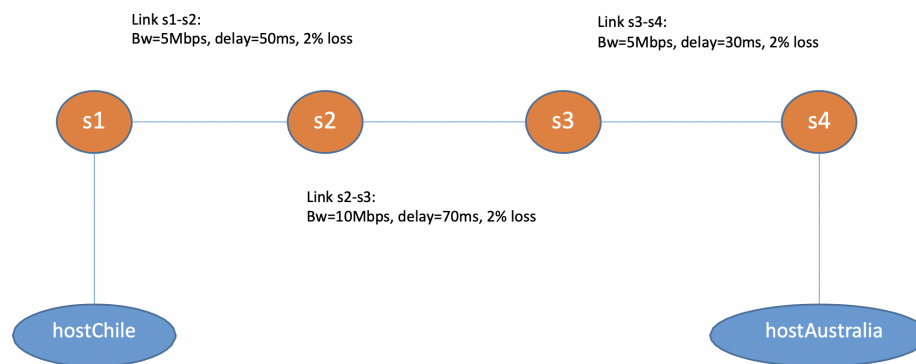 Link s1-s2:
Bw=5Mbps, delay=50ms, 2% loss
Link s3-s4:
Bw=5Mbps, delay=30ms, 2% loss
s1
s2
s3
s4
Link s2-s3:
Bw=10Mbps, delay=70ms, 2% loss
hostChile
hostAustralia